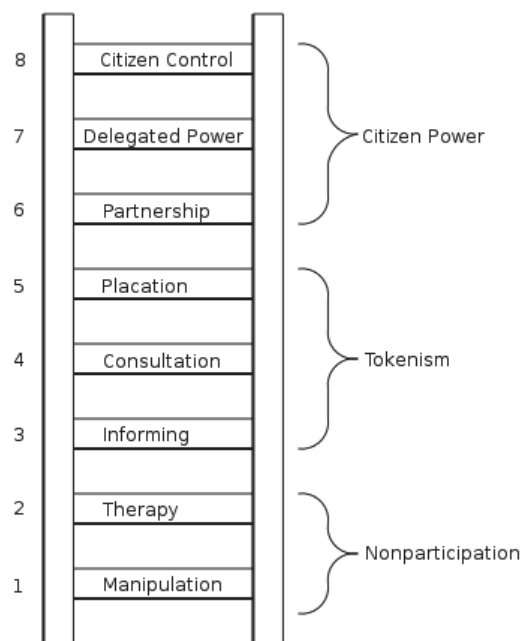 8 Citizen Control
7 Delegated Power Citizen Power
6 Partnership
5 Placation
4 Consultation Tokenism
3 Informing
2 Therapy
Nonparticipation
1 Manipulation